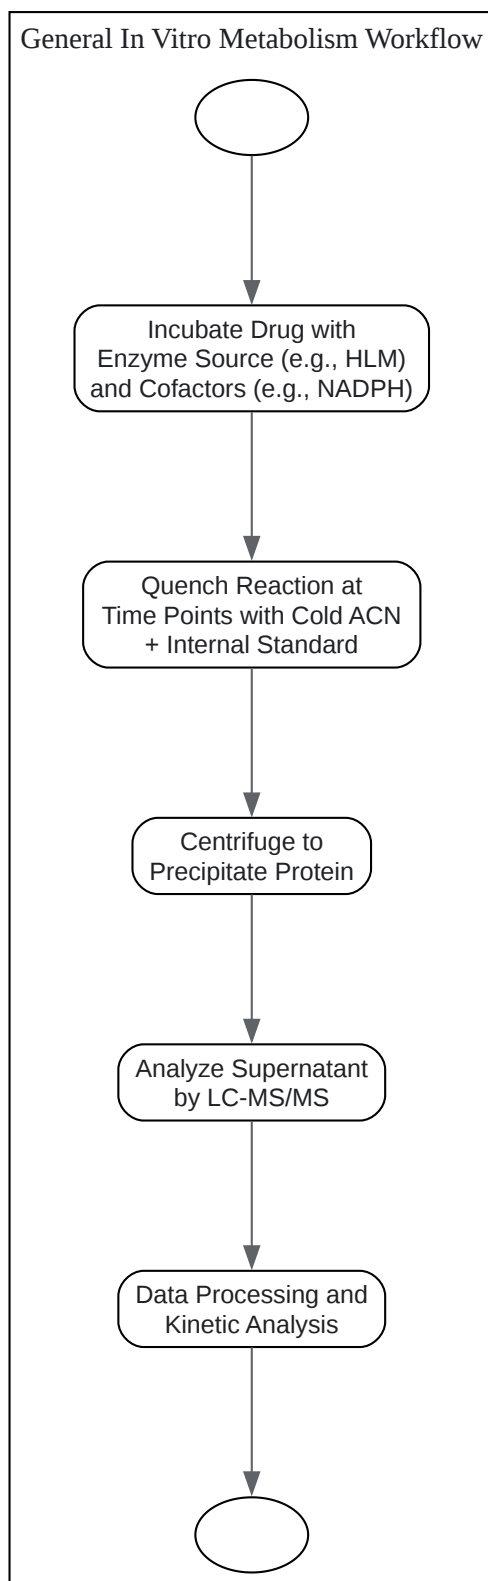 General In Vitro Metabolism Workflow
Incubate Drug with
Enzyme Source (e.g., HLM)
and Cofactors (e.g., NADPH)
Quench Reaction at
Time Points with Cold ACN
+ Internal Standard
Centrifuge to
Precipitate Protein
Analyze Supernatant
by LC-MS/MS
Data Processing and
Kinetic Analysis